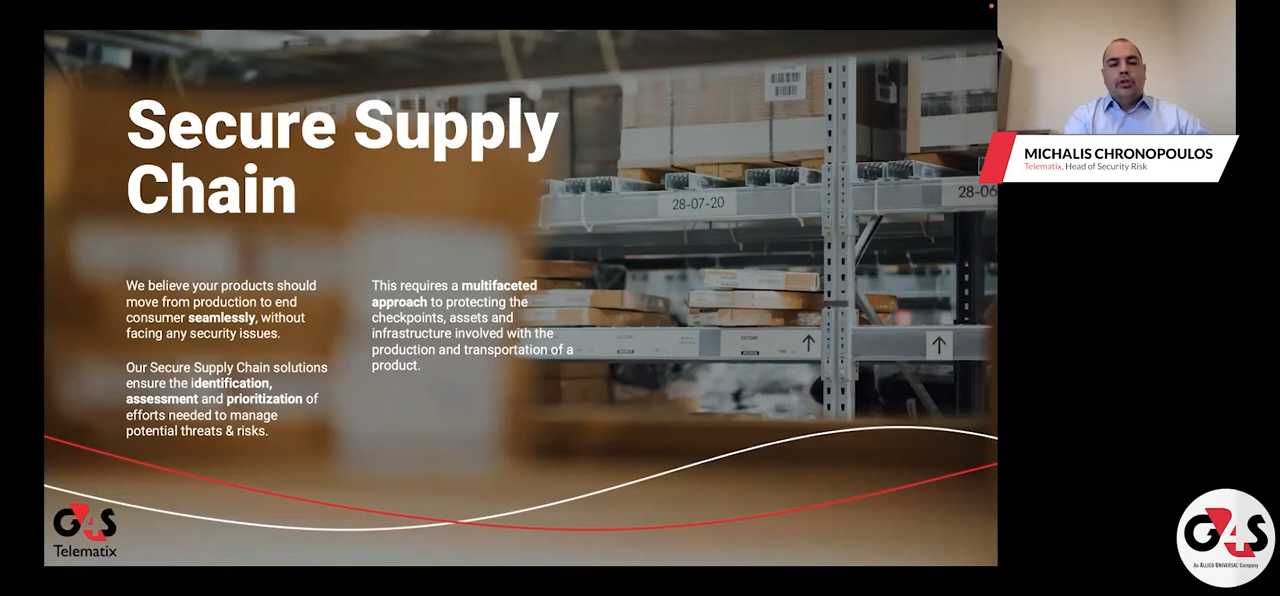 Secure Supply
Chain
We believe your products should
move from production to end
consumer seamlessly, without
facing any security issues.
Our Secure Supply Chain solutions
ensure the identification,
assessment and prioritization of
efforts needed to manage
potential threats & risks.
This requires a multifaceted
approach to protecting the
checkpoints, assets and
infrastructure involved with the
production and transportation of a
product.
28-07-20
28-06
G4S
Telematix
MICHALIS CHRONOPOULOS
Telematix, Head of Security Risk
G4S
An ALLIED UNIVERSAL Company